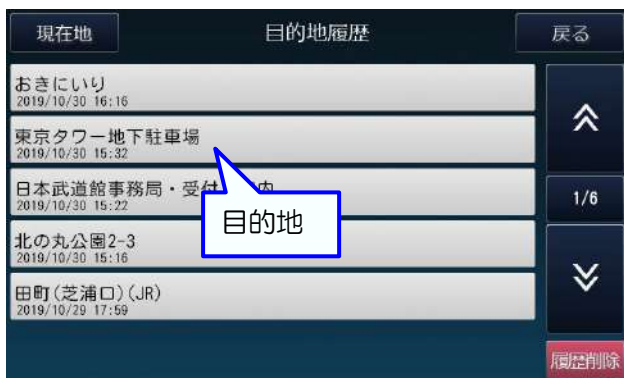 現在地
目的地履歴
戻る
おきにいり
2019/10/30 16:16
東京タワー地下駐車場
2019/10/30 15:32
日本武道館事務局・受付
内
2019/10/30 15:22
1/6
目的地
北の丸公園2-3
2019/10/30 15:16
田町(芝浦口)(JR)
2019/10/29 17:59
履歴削除